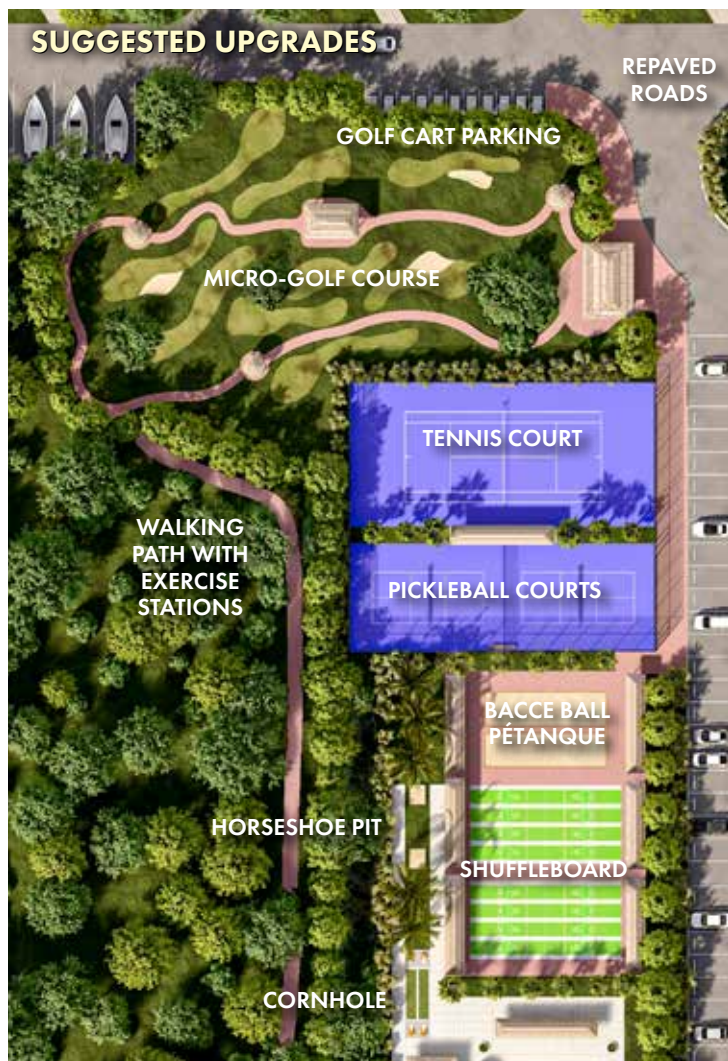 SUGGESTED UPGRADES
REPAVED
ROADS
GOLF CART PARKING
MICRO-GOLF COURSE
TENNIS COURT
WALKING
PATH WITH
EXERCISE
STATIONS
PICKLEBALL COURTS
BACCE BALL
PÉTANQUE
HORSESHOE PIT
SHUFFLEBOARD
CORNHOLE